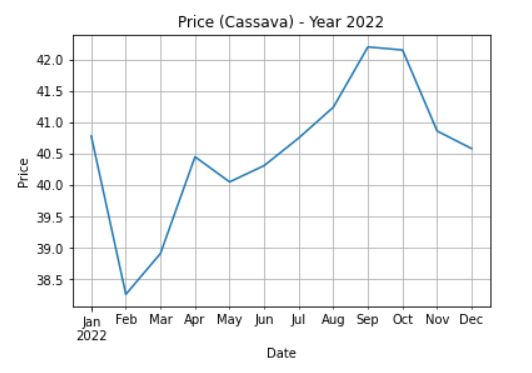 Price (Cassava) - Year 2022
42.0
41.5
41.0
40.5
40.0
39.5
39.0
38.5
Price
Jan Feb Mar Apr May Jun Jul Aug Sep Oct Nov Dec
2022
Date